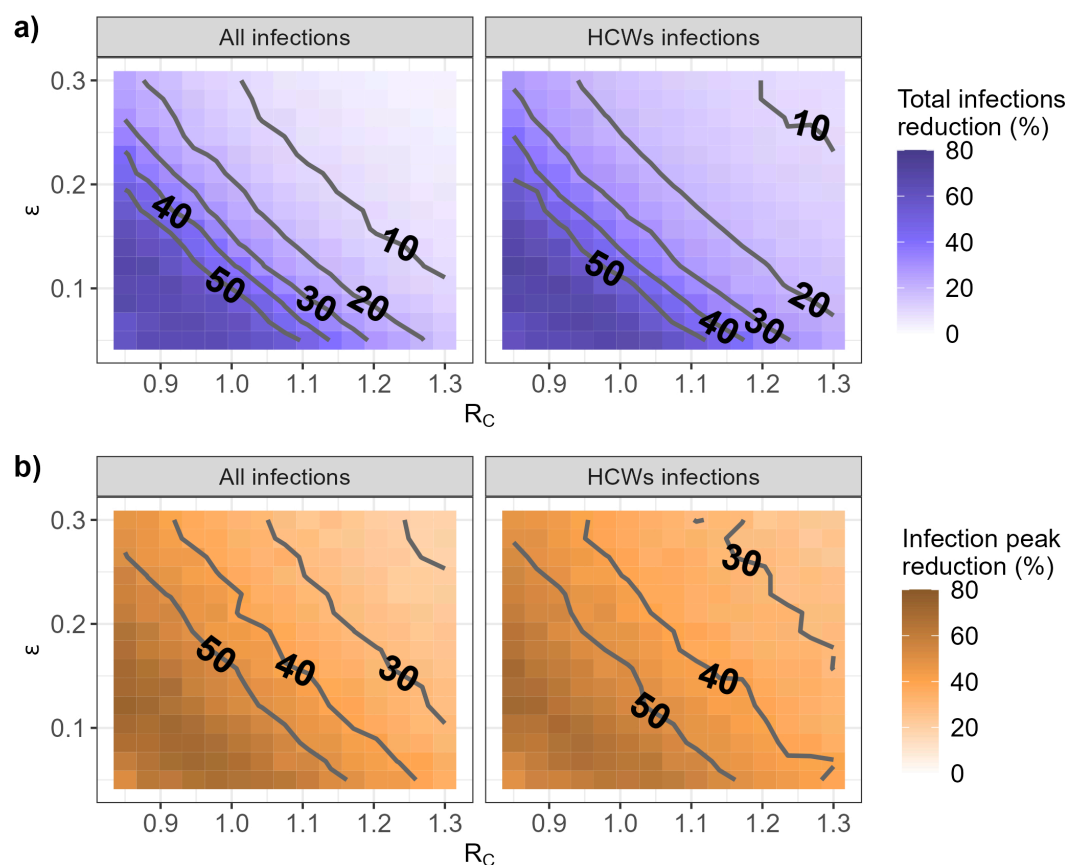 a)
All infections
HCWs infections
0.3
0.2
0.1
ε
40
50
30
20
10
50
40
30
20
10
0.9 1.0 1.1 1.2 1.3
0.9 1.0 1.1 1.2 1.3
R_C
Total infections
reduction (%)
80
60
40
20
0
b)
All infections
HCWs infections
0.3
0.2
0.1
ε
50
40
30
50
40
30
0.9 1.0 1.1 1.2 1.3
0.9 1.0 1.1 1.2 1.3
R_C
Infection peak
reduction (%)
80
60
40
20
0